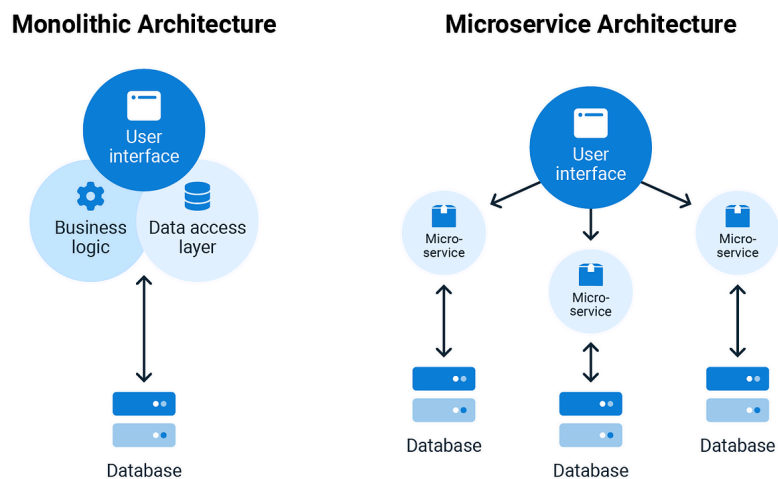 Monolithic Architecture
Microservice Architecture
User
interface
Business
logic
Data access
layer
Database
User
interface
Micro-
service
Micro-
service
Micro-
service
Database
Database
Database